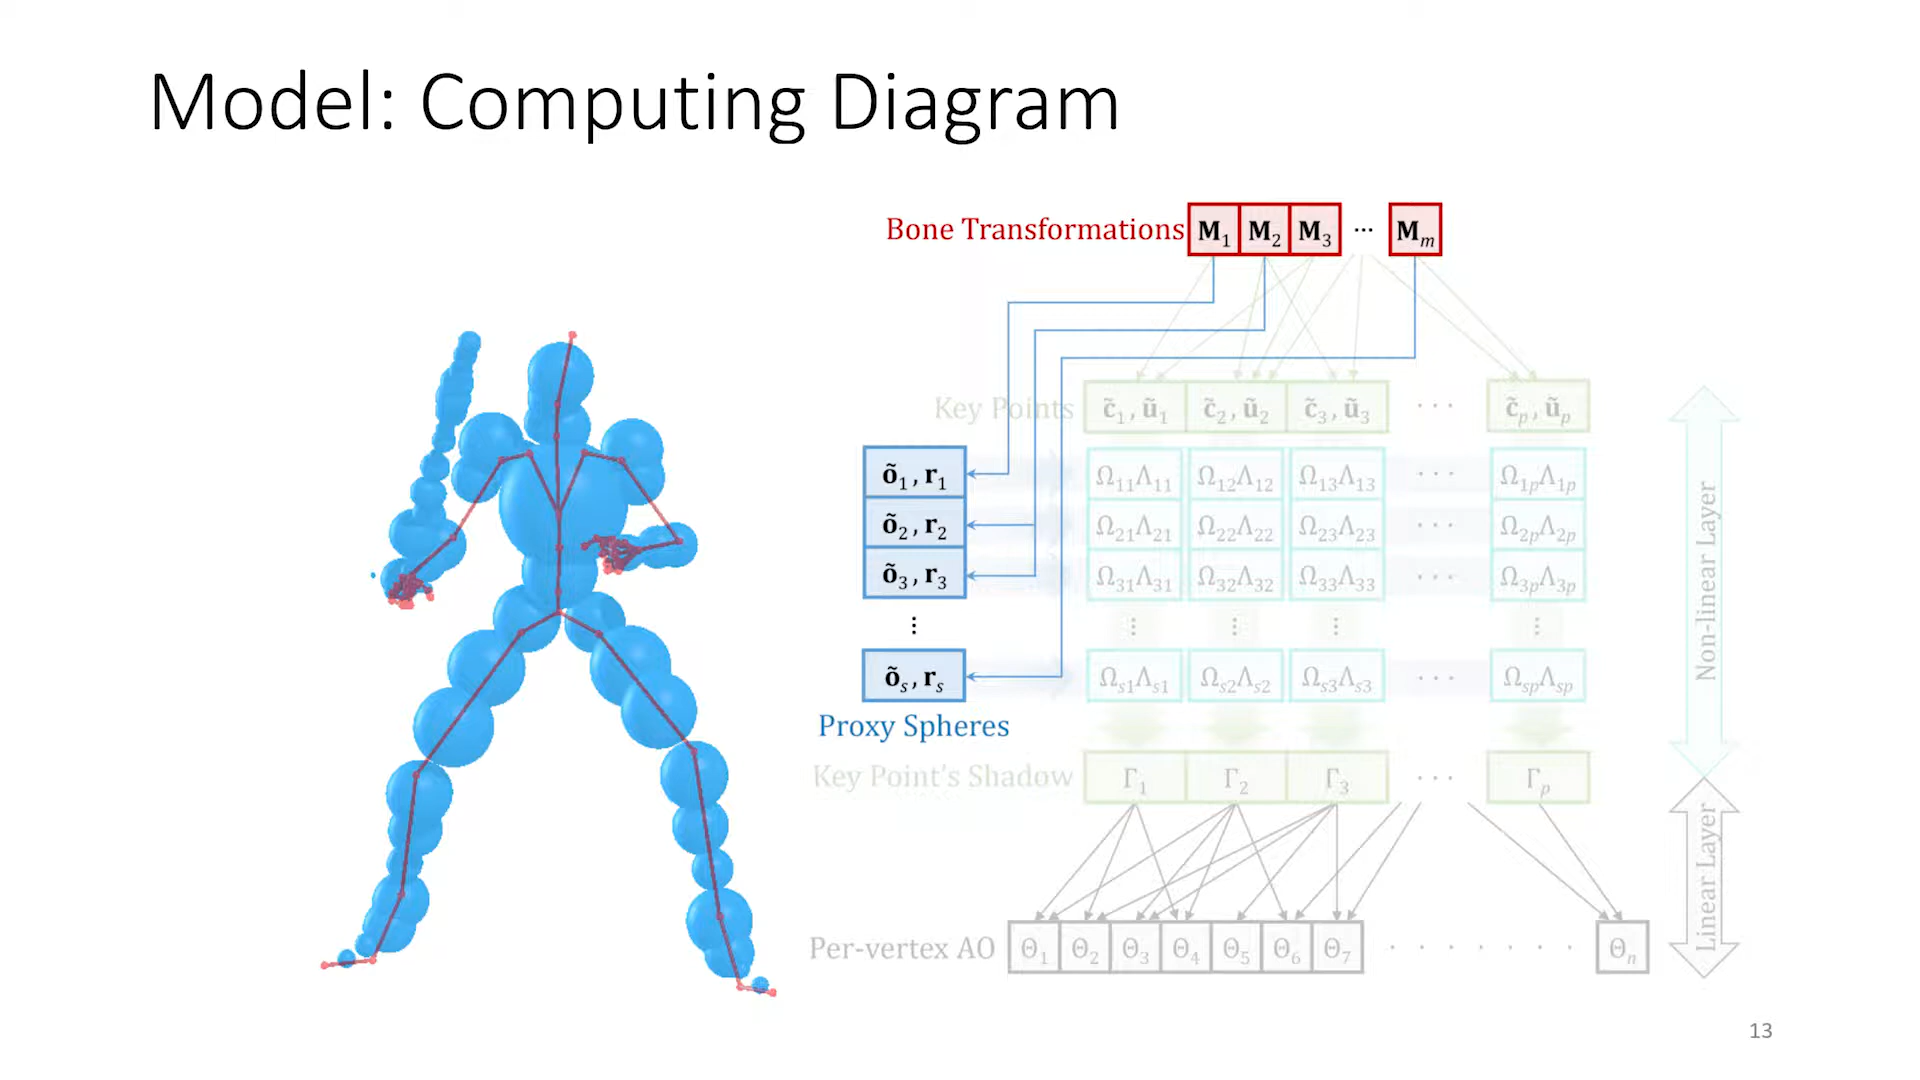 Model: Computing Diagram
Bone Transformations M₁ M₂ M₃ ⋯ Mₘ
Key Points c̃₁, ũ₁ c̃₂, ũ₂ c̃₃, ũ₃ ⋯ c̃ₚ, ũₚ
õ₁, r₁ Ω₁₁Λ₁₁ Ω₁₂Λ₁₂ Ω₁₃Λ₁₃ ⋯ Ω₁ₚΛ₁ₚ
õ₂, r₂ Ω₂₁Λ₂₁ Ω₂₂Λ₂₂ Ω₂₃Λ₂₃ ⋯ Ω₂ₚΛ₂ₚ
õ₃, r₃ Ω₃₁Λ₃₁ Ω₃₂Λ₃₂ Ω₃₃Λ₃₃ ⋯ Ω₃ₚΛ₃ₚ
⋮ ⋮ ⋮ ⋮ ⋮
õₛ, rₛ Ωₛ₁Λₛ₁ Ωₛ₂Λₛ₂ Ωₛ₃Λₛ₃ ⋯ ΩₛₚΛₛₚ
Proxy Spheres
Key Point's Shadow Γ₁ Γ₂ Γ₃ ⋯ Γₚ
Per-vertex AO Θ₁ Θ₂ Θ₃ Θ₄ Θ₅ Θ₆ Θ₇ · · · · · · · Θₙ
Non-linear Layer
Linear Layer
13